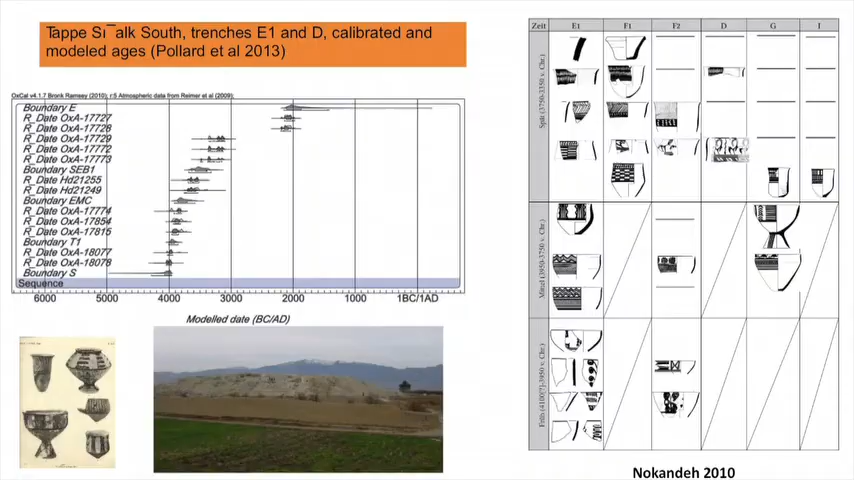 Tappe Sı¯alk South, trenches E1 and D, calibrated and
modeled ages (Pollard et al 2013)
OxCal v4.1.7 Bronk Ramsey (2010); r:5 Atmospheric data from Reimer et al (2009);
Boundary E
R_Date OxA-17727
R_Date OxA-17728
R_Date OxA-17729
R_Date OxA-17772
R_Date OxA-17773
Boundary SEB1
R_Date Hd21255
R_Date Hd21249
Boundary EMC
R_Date OxA-17774
R_Date OxA-17854
R_Date OxA-17815
Boundary T1
R_Date OxA-18077
R_Date OxA-18078
Boundary S
Sequence
6000 5000 4000 3000 2000 1000 1BC/1AD
Modelled date (BC/AD)
Zeit E1 F1 F2 D G I
Spät (3750-3350 v. Chr.)
Mittel (3950-3750 v. Chr.)
Früh (4100[?]-3950 v. Chr.)
Nokandeh 2010